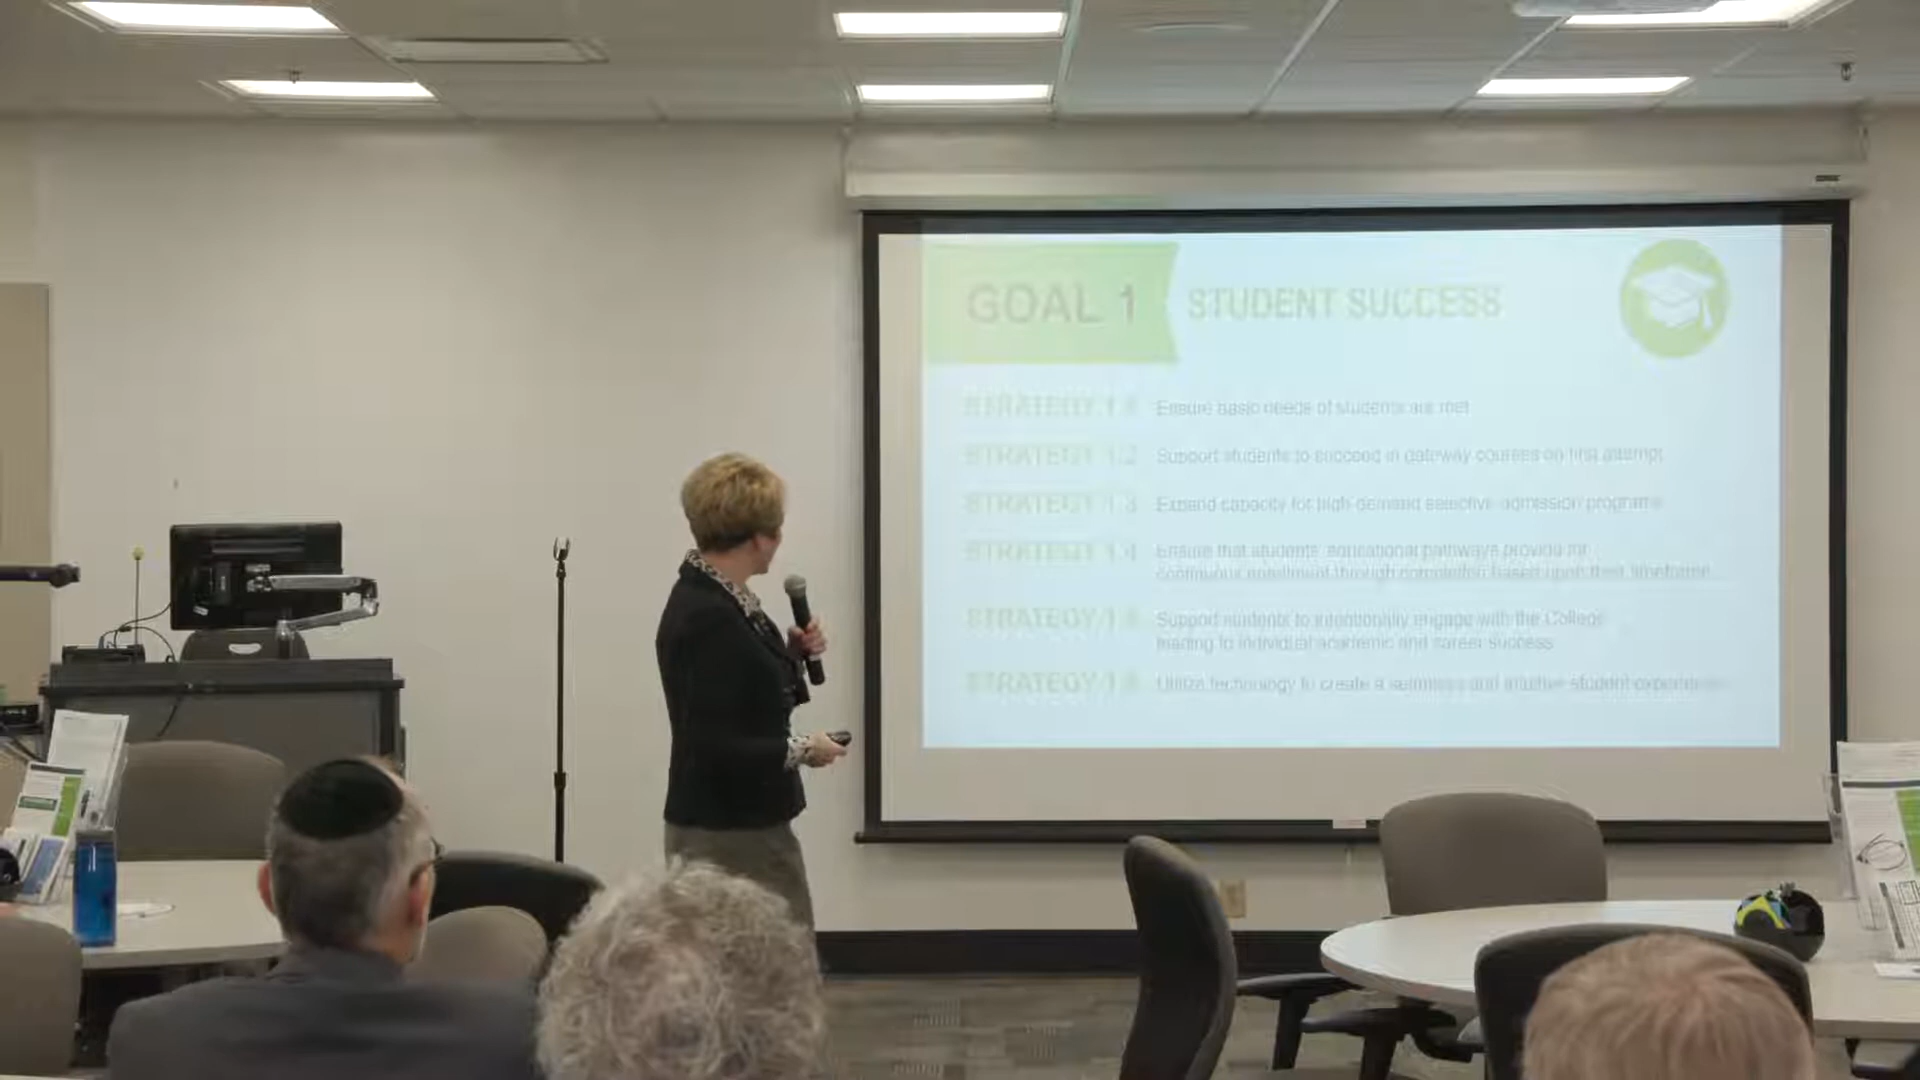 GOAL 1
STUDENT SUCCESS
STRATEGY 1. Ensure basic needs of students are met
STRATEGY 1.2 Support students to succeed in gateway courses on first attempt
STRATEGY 1.3 Expand capacity for high-demand selective-admission programs
STRATEGY 1.4 Ensure that students' educational pathways provide for
continuous enrollment through completion based upon their timeframe
STRATEGY 1. Support students to intentionally engage with the College
leading to individual academic and career success
STRATEGY 1. Utilize technology to create a seamless and intuitive student experience